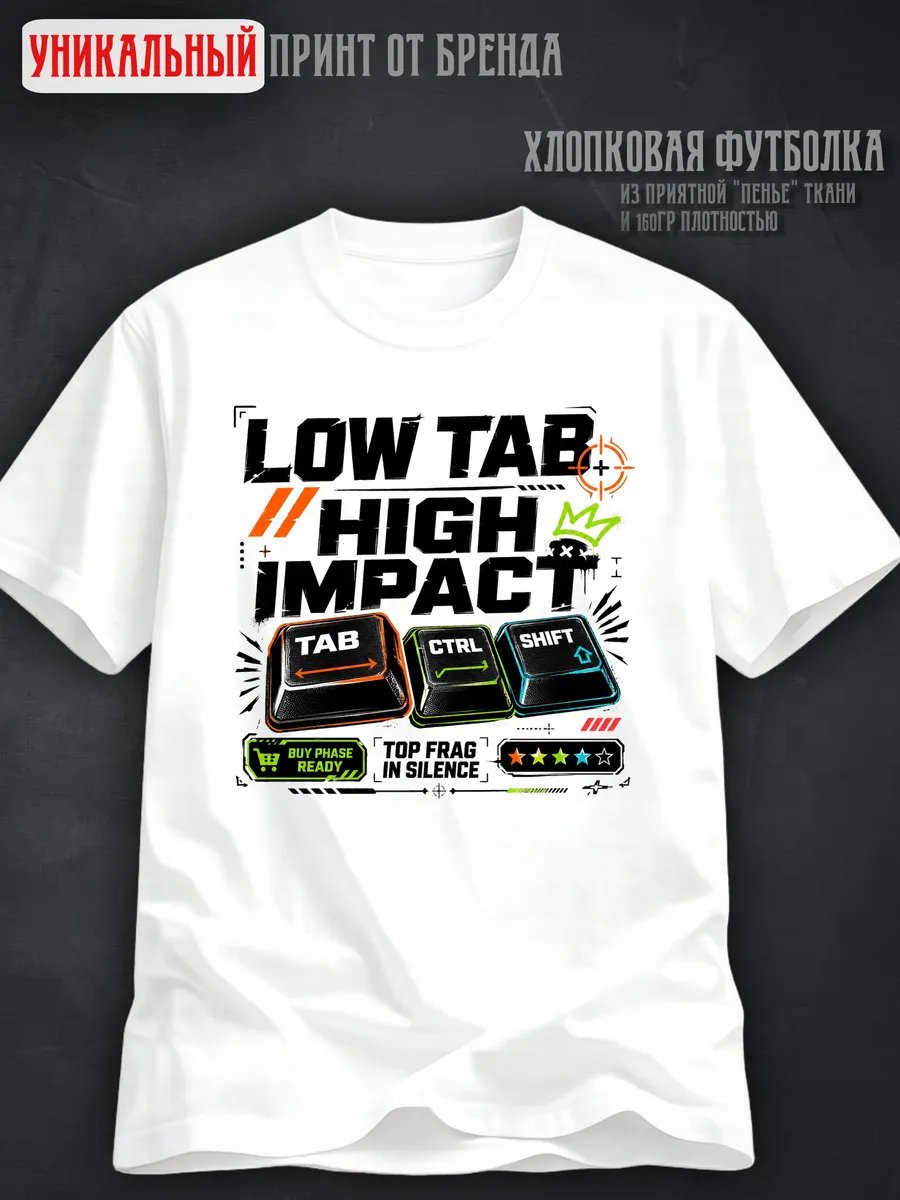 УНИКАЛЬНЫЙ ПРИНТ ОТ БРЕНДА
ХЛОПКОВАЯ ФУТБОЛКА
ИЗ ПРИЯТНОЙ "ПЕНЬЕ" ТКАНИ
И 160ГР ПЛОТНОСТЬЮ
LOW TAB
// HIGH
IMPACT
TAB
CTRL
SHIFT
BUY PHASE
READY
TOP FRAG
IN SILENCE